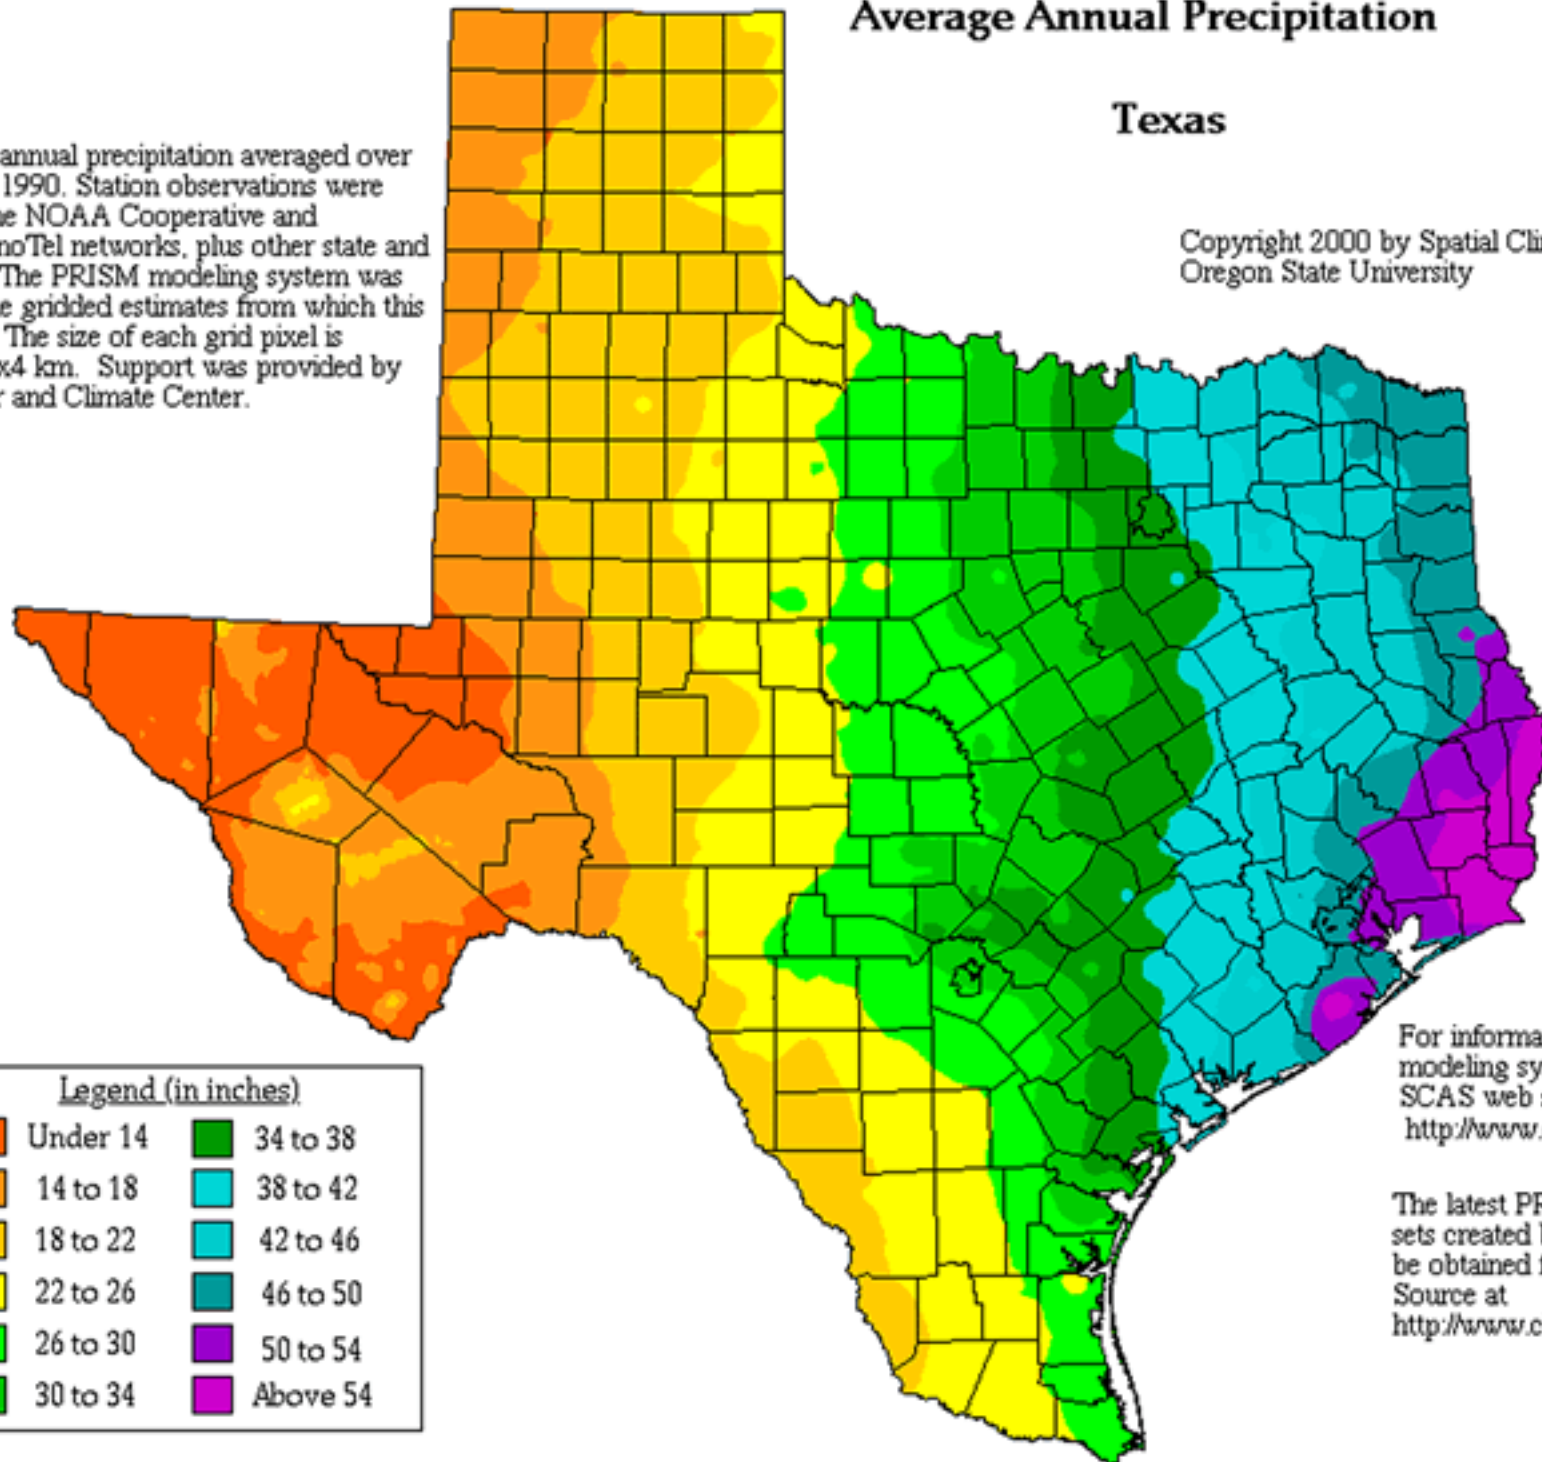 Average Annual Precipitation
Texas
annual precipitation averaged over
1990. Station observations were
NOAA Cooperative and
networks, plus other state and
The PRISM modeling system was
gridded estimates from which this
The size of each grid pixel is
x4 km. Support was provided by
and Climate Center.
Copyright 2000 by Spatial
Oregon State University
Legend (in inches)
Under 14
14 to 18
18 to 22
22 to 26
26 to 30
30 to 34
34 to 38
38 to 42
42 to 46
46 to 50
50 to 54
Above 54
For
modeling
SCAS web
http://www.
The latest
sets created
be obtained
Source at
http://www.c